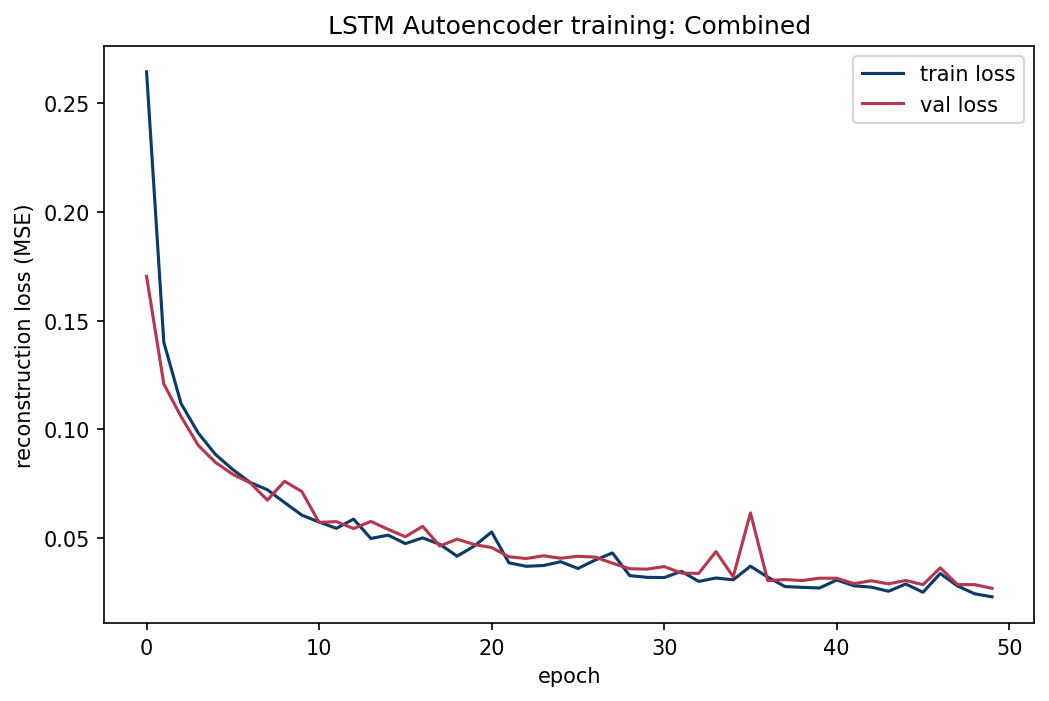 LSTM Autoencoder training: Combined
train loss
val loss
reconstruction loss (MSE)
0.25
0.20
0.15
0.10
0.05
0
10
20
30
40
50
epoch